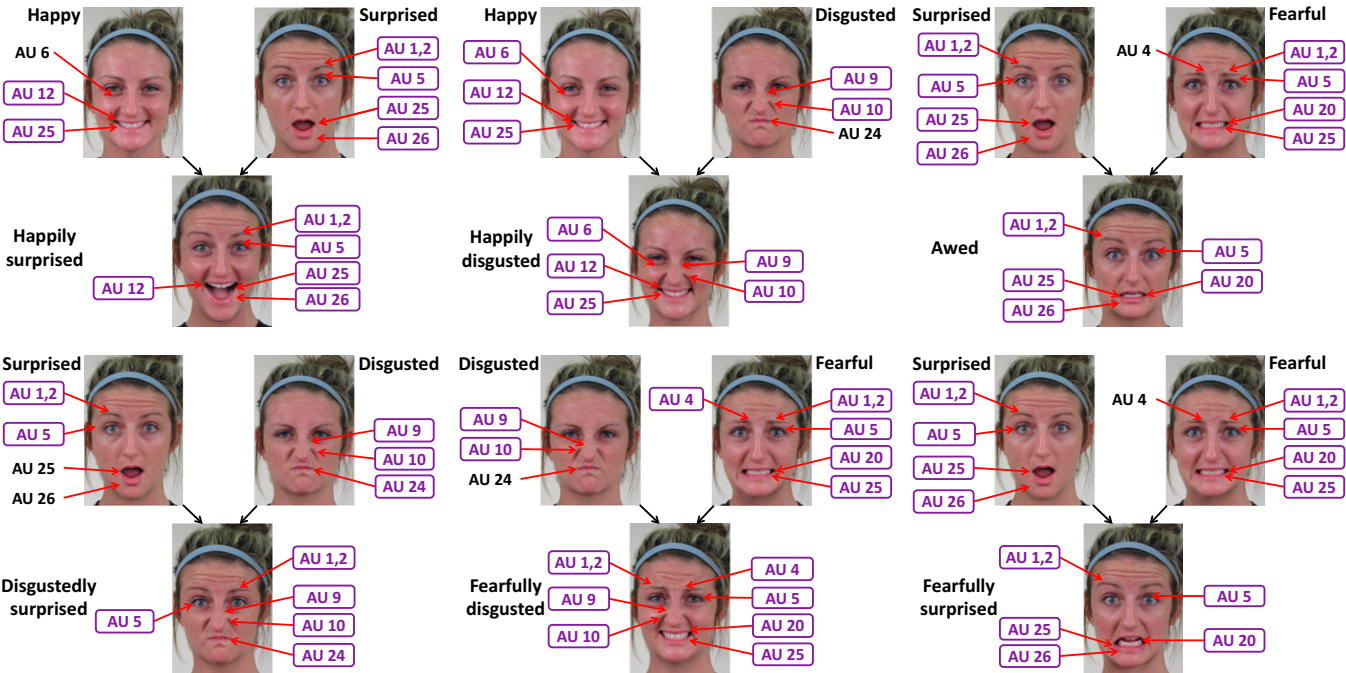 Happy
Surprised
AU 6
AU 12
AU 25
AU 1,2
AU 5
AU 25
AU 26
Happily
surprised
AU 12
AU 1,2
AU 5
AU 25
AU 26
Happy
Disgusted
AU 6
AU 12
AU 25
AU 9
AU 10
AU 24
Happily
disgusted
AU 6
AU 12
AU 25
AU 9
AU 10
Surprised
Fearful
AU 1,2
AU 5
AU 25
AU 26
AU 4
AU 1,2
AU 5
AU 20
AU 25
Awed
AU 1,2
AU 25
AU 26
AU 5
AU 20
Surprised
Disgusted
AU 1,2
AU 5
AU 25
AU 26
AU 9
AU 10
AU 24
Disgustedly
surprised
AU 5
AU 1,2
AU 9
AU 10
AU 24
Disgusted
Fearful
AU 9
AU 10
AU 24
AU 4
AU 1,2
AU 5
AU 20
AU 25
Fearfully
disgusted
AU 1,2
AU 9
AU 10
AU 4
AU 5
AU 20
AU 25
Surprised
Fearful
AU 1,2
AU 5
AU 25
AU 26
AU 4
AU 1,2
AU 5
AU 20
AU 25
Fearfully
surprised
AU 1,2
AU 25
AU 26
AU 5
AU 20